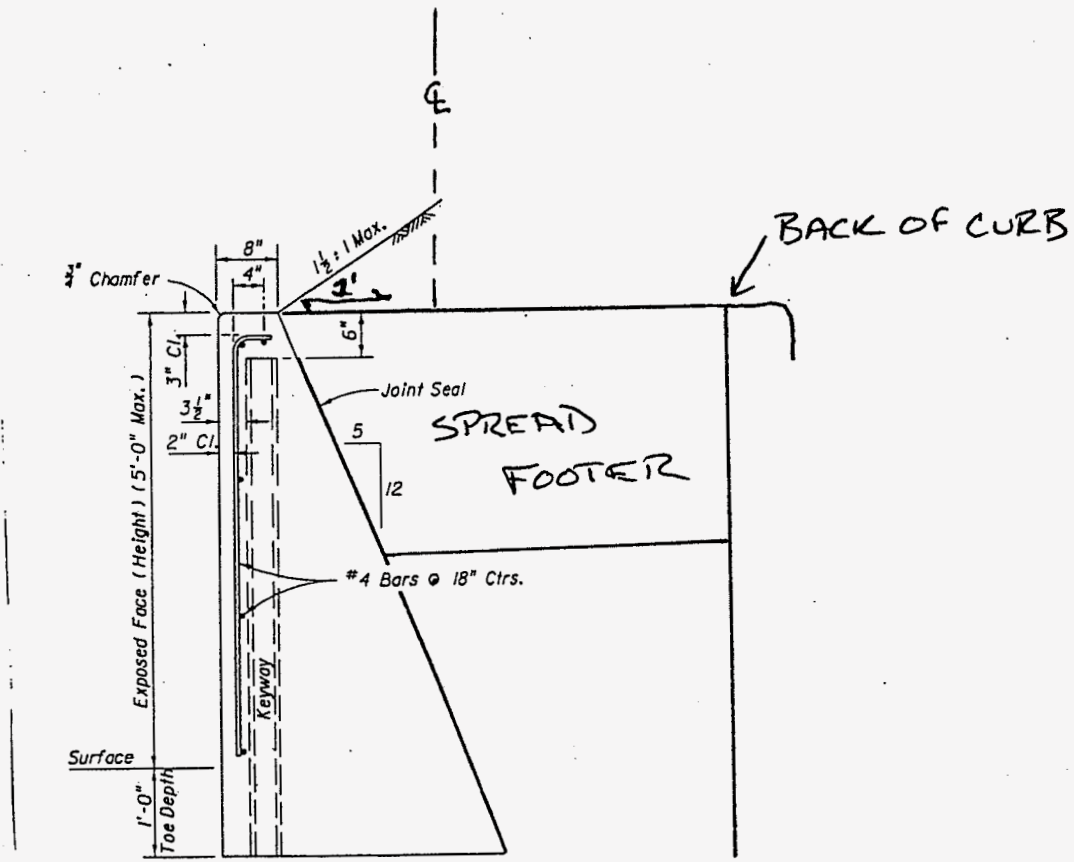 ℄
BACK OF CURB
1½ : 1 Max.
8"
4"
¾" Chamfer
1'
6"
3" Cl.
3½"
2" Cl.
Joint Seal
5
12
SPREAD
FOOTER
Exposed Face (Height) (5'-0" Max.)
#4 Bars @ 18" Ctrs.
Keyway
Surface
1'-0"
Toe Depth